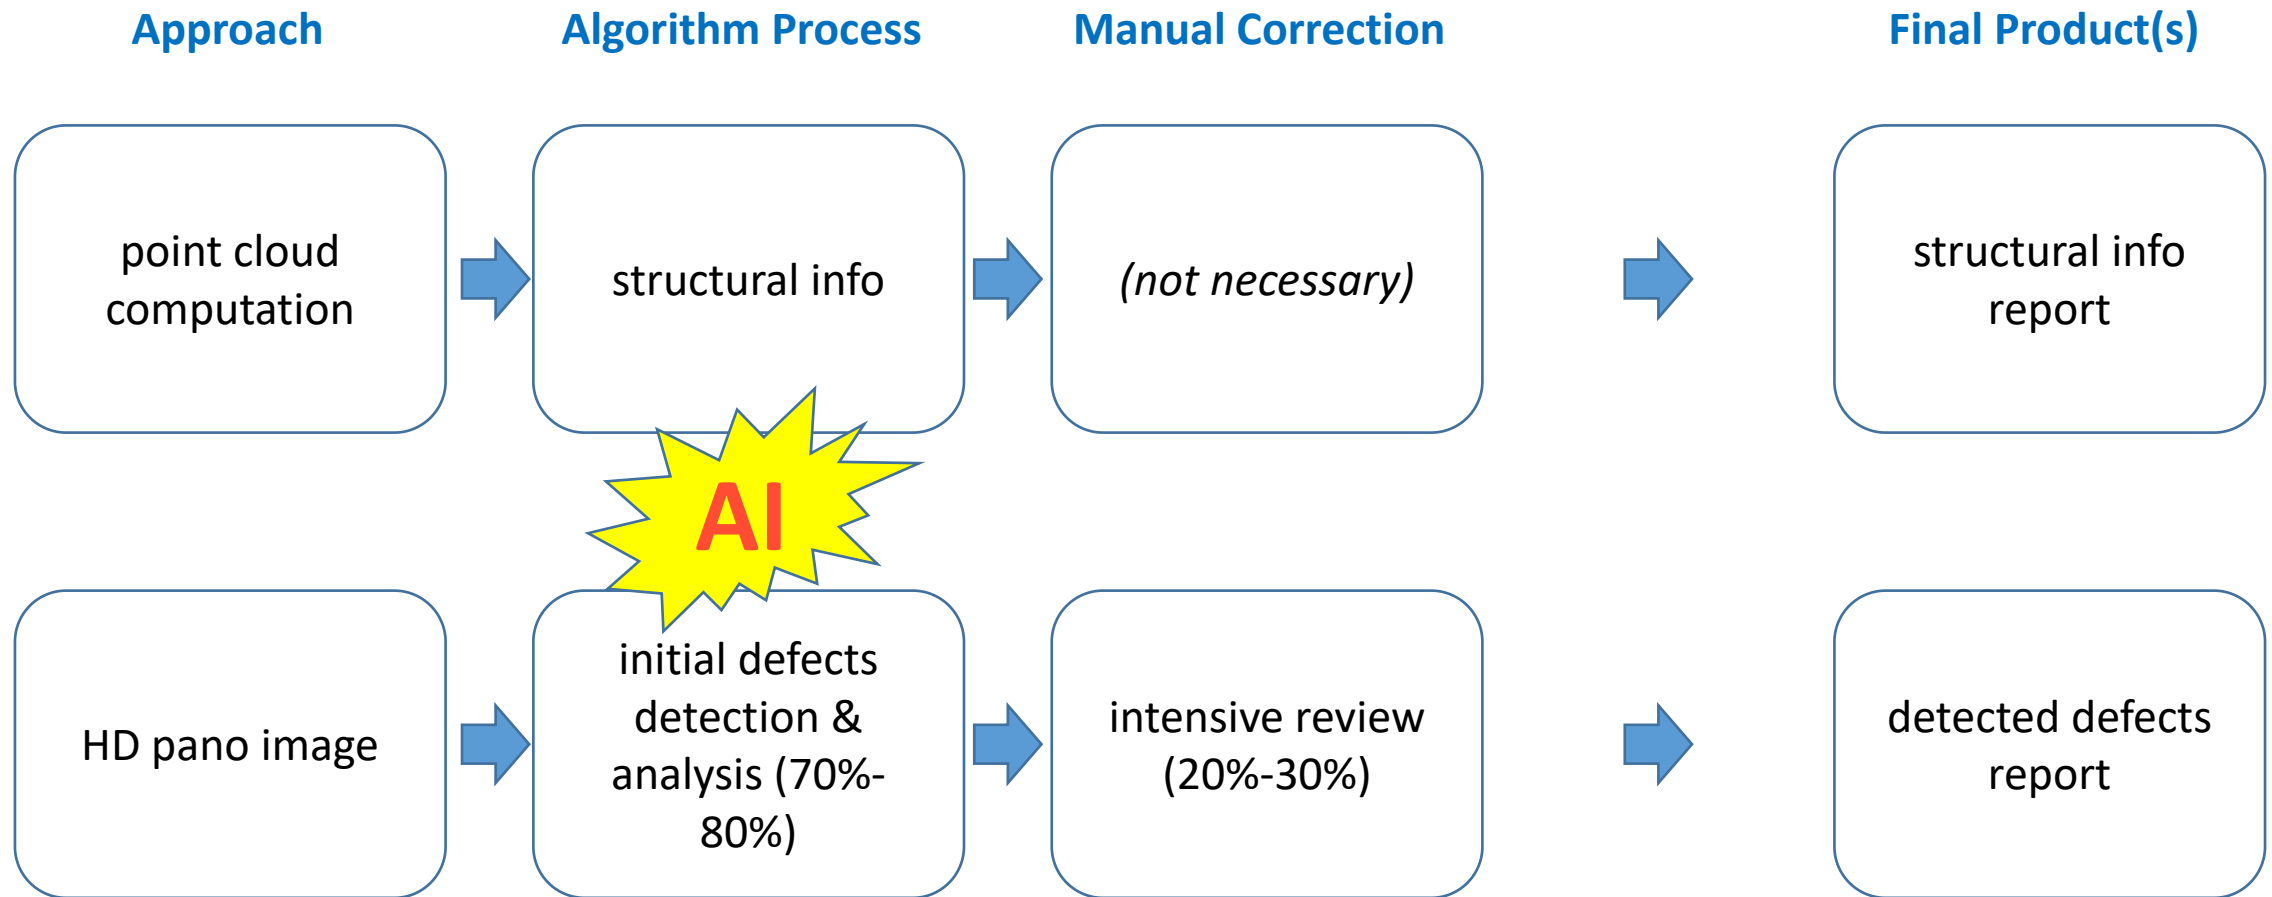 Approach
Algorithm Process
Manual Correction
Final Product(s)
point cloud
computation
structural info
(not necessary)
structural info
report
AI
HD pano image
initial defects
detection &
analysis (70%-
80%)
intensive review
(20%-30%)
detected defects
report